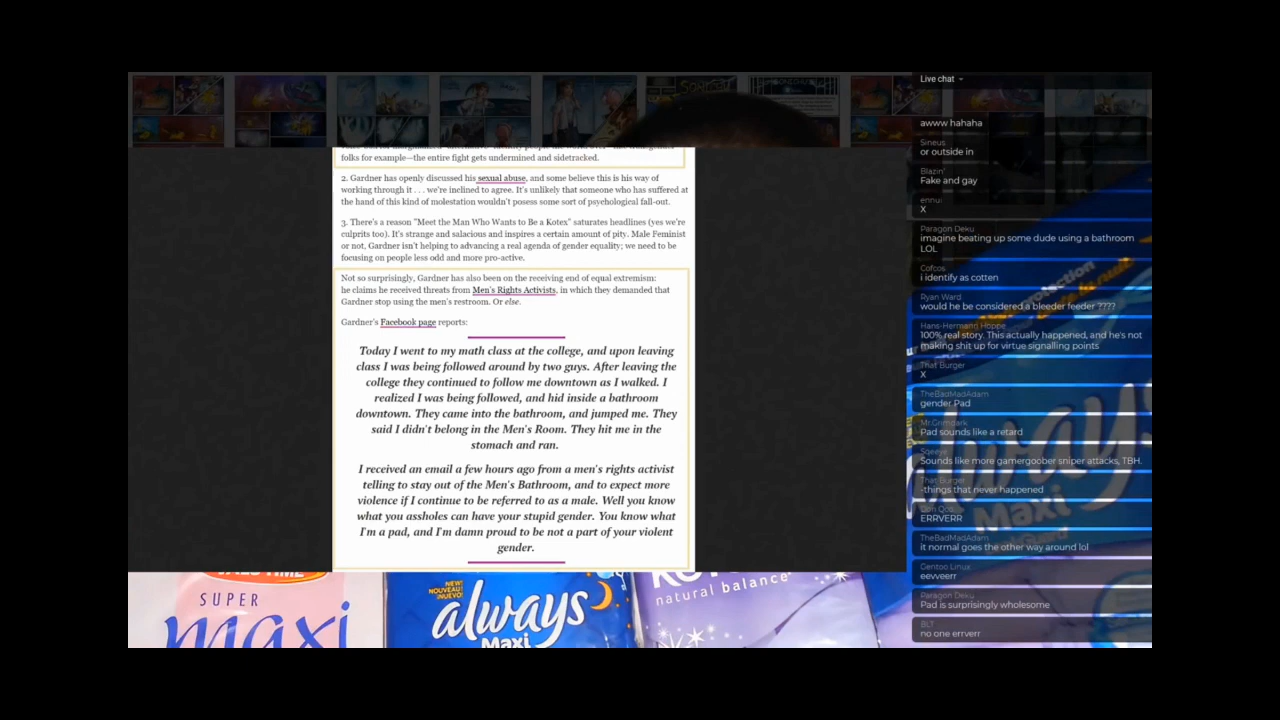 folks for example—the entire fight gets undermined and sidetracked.
2. Gardner has openly discussed his sexual abuse, and some believe this is his way of
working through it . . . we're inclined to agree. It's unlikely that someone who has suffered at
the hand of this kind of molestation wouldn't posess some sort of psychological fall-out.
3. There's a reason "Meet the Man Who Wants to Be a Kotex" saturates headlines (yes we're
culprits too). It's strange and salacious and inspires a certain amount of pity. Male Feminist
or not, Gardner isn't helping to advancing a real agenda of gender equality; we need to be
focusing on people less odd and more pro-active.
Not so surprisingly, Gardner has also been on the receiving end of equal extremism:
he claims he received threats from Men's Rights Activists, in which they demanded that
Gardner stop using the men's restroom. Or else.
Gardner's Facebook page reports:
Today I went to my math class at the college, and upon leaving
class I was being followed around by two guys. After leaving the
college they continued to follow me downtown as I walked. I
realized I was being followed, and hid inside a bathroom
downtown. They came into the bathroom, and jumped me. They
said I didn't belong in the Men's Room. They hit me in the
stomach and ran.
I received an email a few hours ago from a men's rights activist
telling to stay out of the Men's Bathroom, and to expect more
violence if I continue to be referred to as a male. Well you know
what you assholes can have your stupid gender. You know what
I'm a pad, and I'm damn proud to be not a part of your violent
gender.
Live chat
awww hahaha
Sineus
or outside in
Blazin'
Fake and gay
ennui
X
Paragon Deku
imagine beating up some dude using a bathroom
LOL
Cofcos
i identify as cotten
Ryan Ward
would he be considered a bleeder feeder ????
Hans-Hermann Hoppe
100% real story. This actually happened, and he's not
making shit up for virtue signalling points
That Burger
X
TheBadMadAdam
gender Pad
Mr.Grimdark
Pad sounds like a retard
Sqeeye
Sounds like more gamergoober sniper attacks, TBH.
That Burger
-things that never happened
Don Qoo
ERRVERR
TheBadMadAdam
it normal goes the other way around lol
Gentoo Linux
eevveerr
Paragon Deku
Pad is surprisingly wholesome
BLT
no one errverr
SUPER
maxi
NEW!
¡NUEVO!
always
Maxi
natural balance
always
Maxi